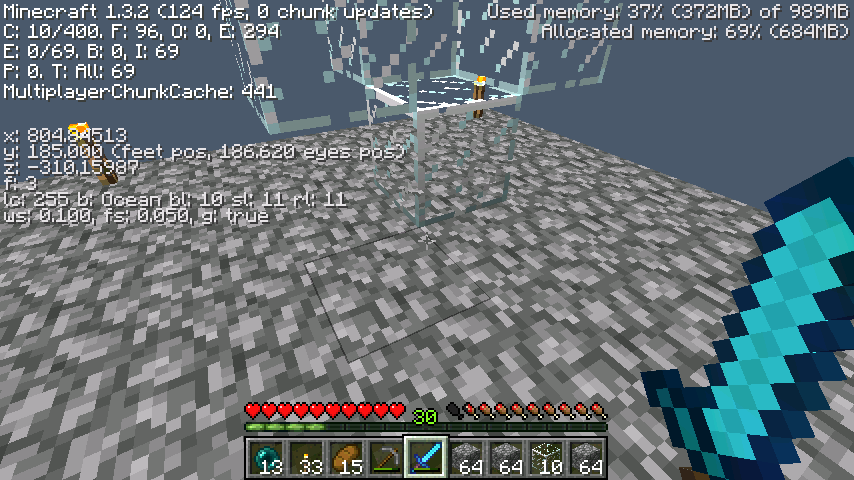 Minecraft 1.3.2 (124 fps, 0 chunk updates)
Used memory: 37% (372MB) of 989MB
C: 10/400. F: 96, O: 0, E: 294
Allocated memory: 69% (684MB)
E: 0/69. B: 0, I: 69
P: 0. T: All: 69
MultiplayerChunkCache: 441
x: 804.94513
y: 185.000 (feet pos, 186.620 eyes pos)
z: -310.15987
f: 3
lc: 255 b: Ocean bl: 10 sl: 11 rl: 11
ws: 0.100, fs: 0.050, g: true
30
13 33 15 64 64 10 64